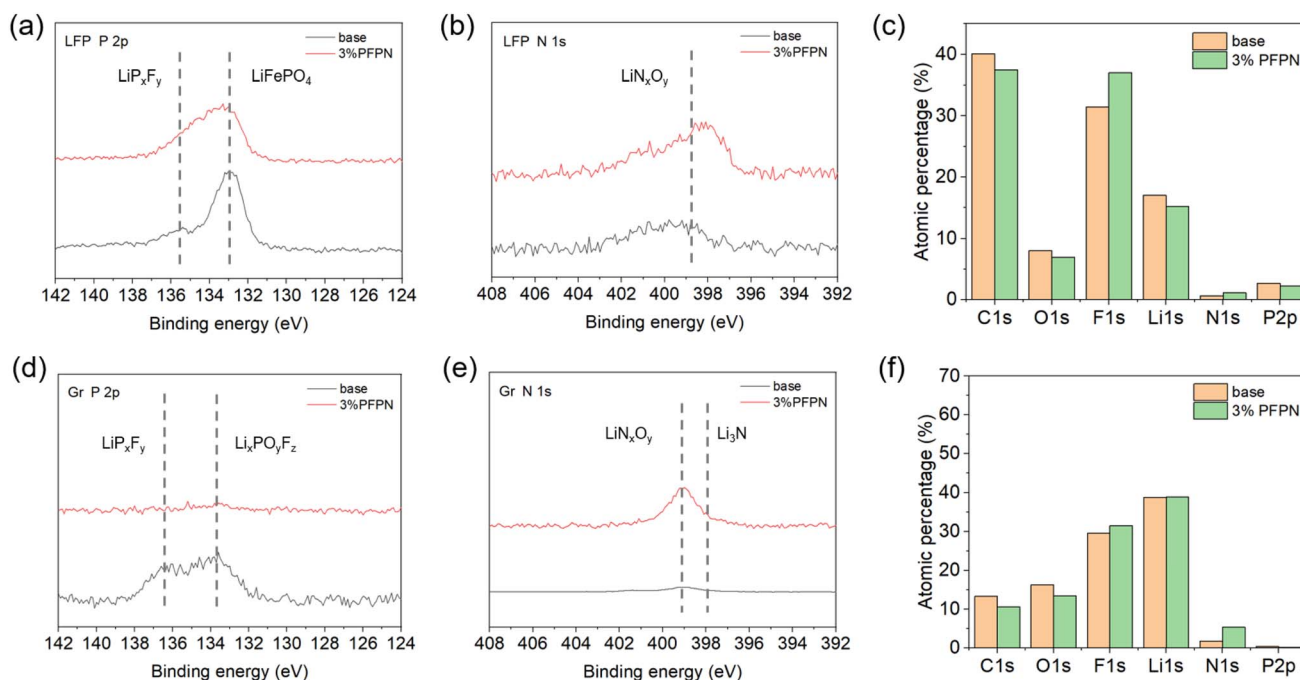 (a)
LFP P 2p
base
3%PFPN
LiPxFy
LiFePO4
142 140 138 136 134 132 130 128 126 124
Binding energy (eV)
(b)
LFP N 1s
base
3%PFPN
LiNxOy
408 406 404 402 400 398 396 394 392
Binding energy (eV)
(c)
Atomic percentage (%)
40
30
20
10
0
base
3% PFPN
C1s O1s F1s Li1s N1s P2p
(d)
Gr P 2p
base
3%PFPN
LiPxFy
LixPOyFz
142 140 138 136 134 132 130 128 126 124
Binding energy (eV)
(e)
Gr N 1s
base
3%PFPN
LiNxOy
Li3N
408 406 404 402 400 398 396 394 392
Binding energy (eV)
(f)
Atomic percentage (%)
70
60
50
40
30
20
10
0
base
3% PFPN
C1s O1s F1s Li1s N1s P2p